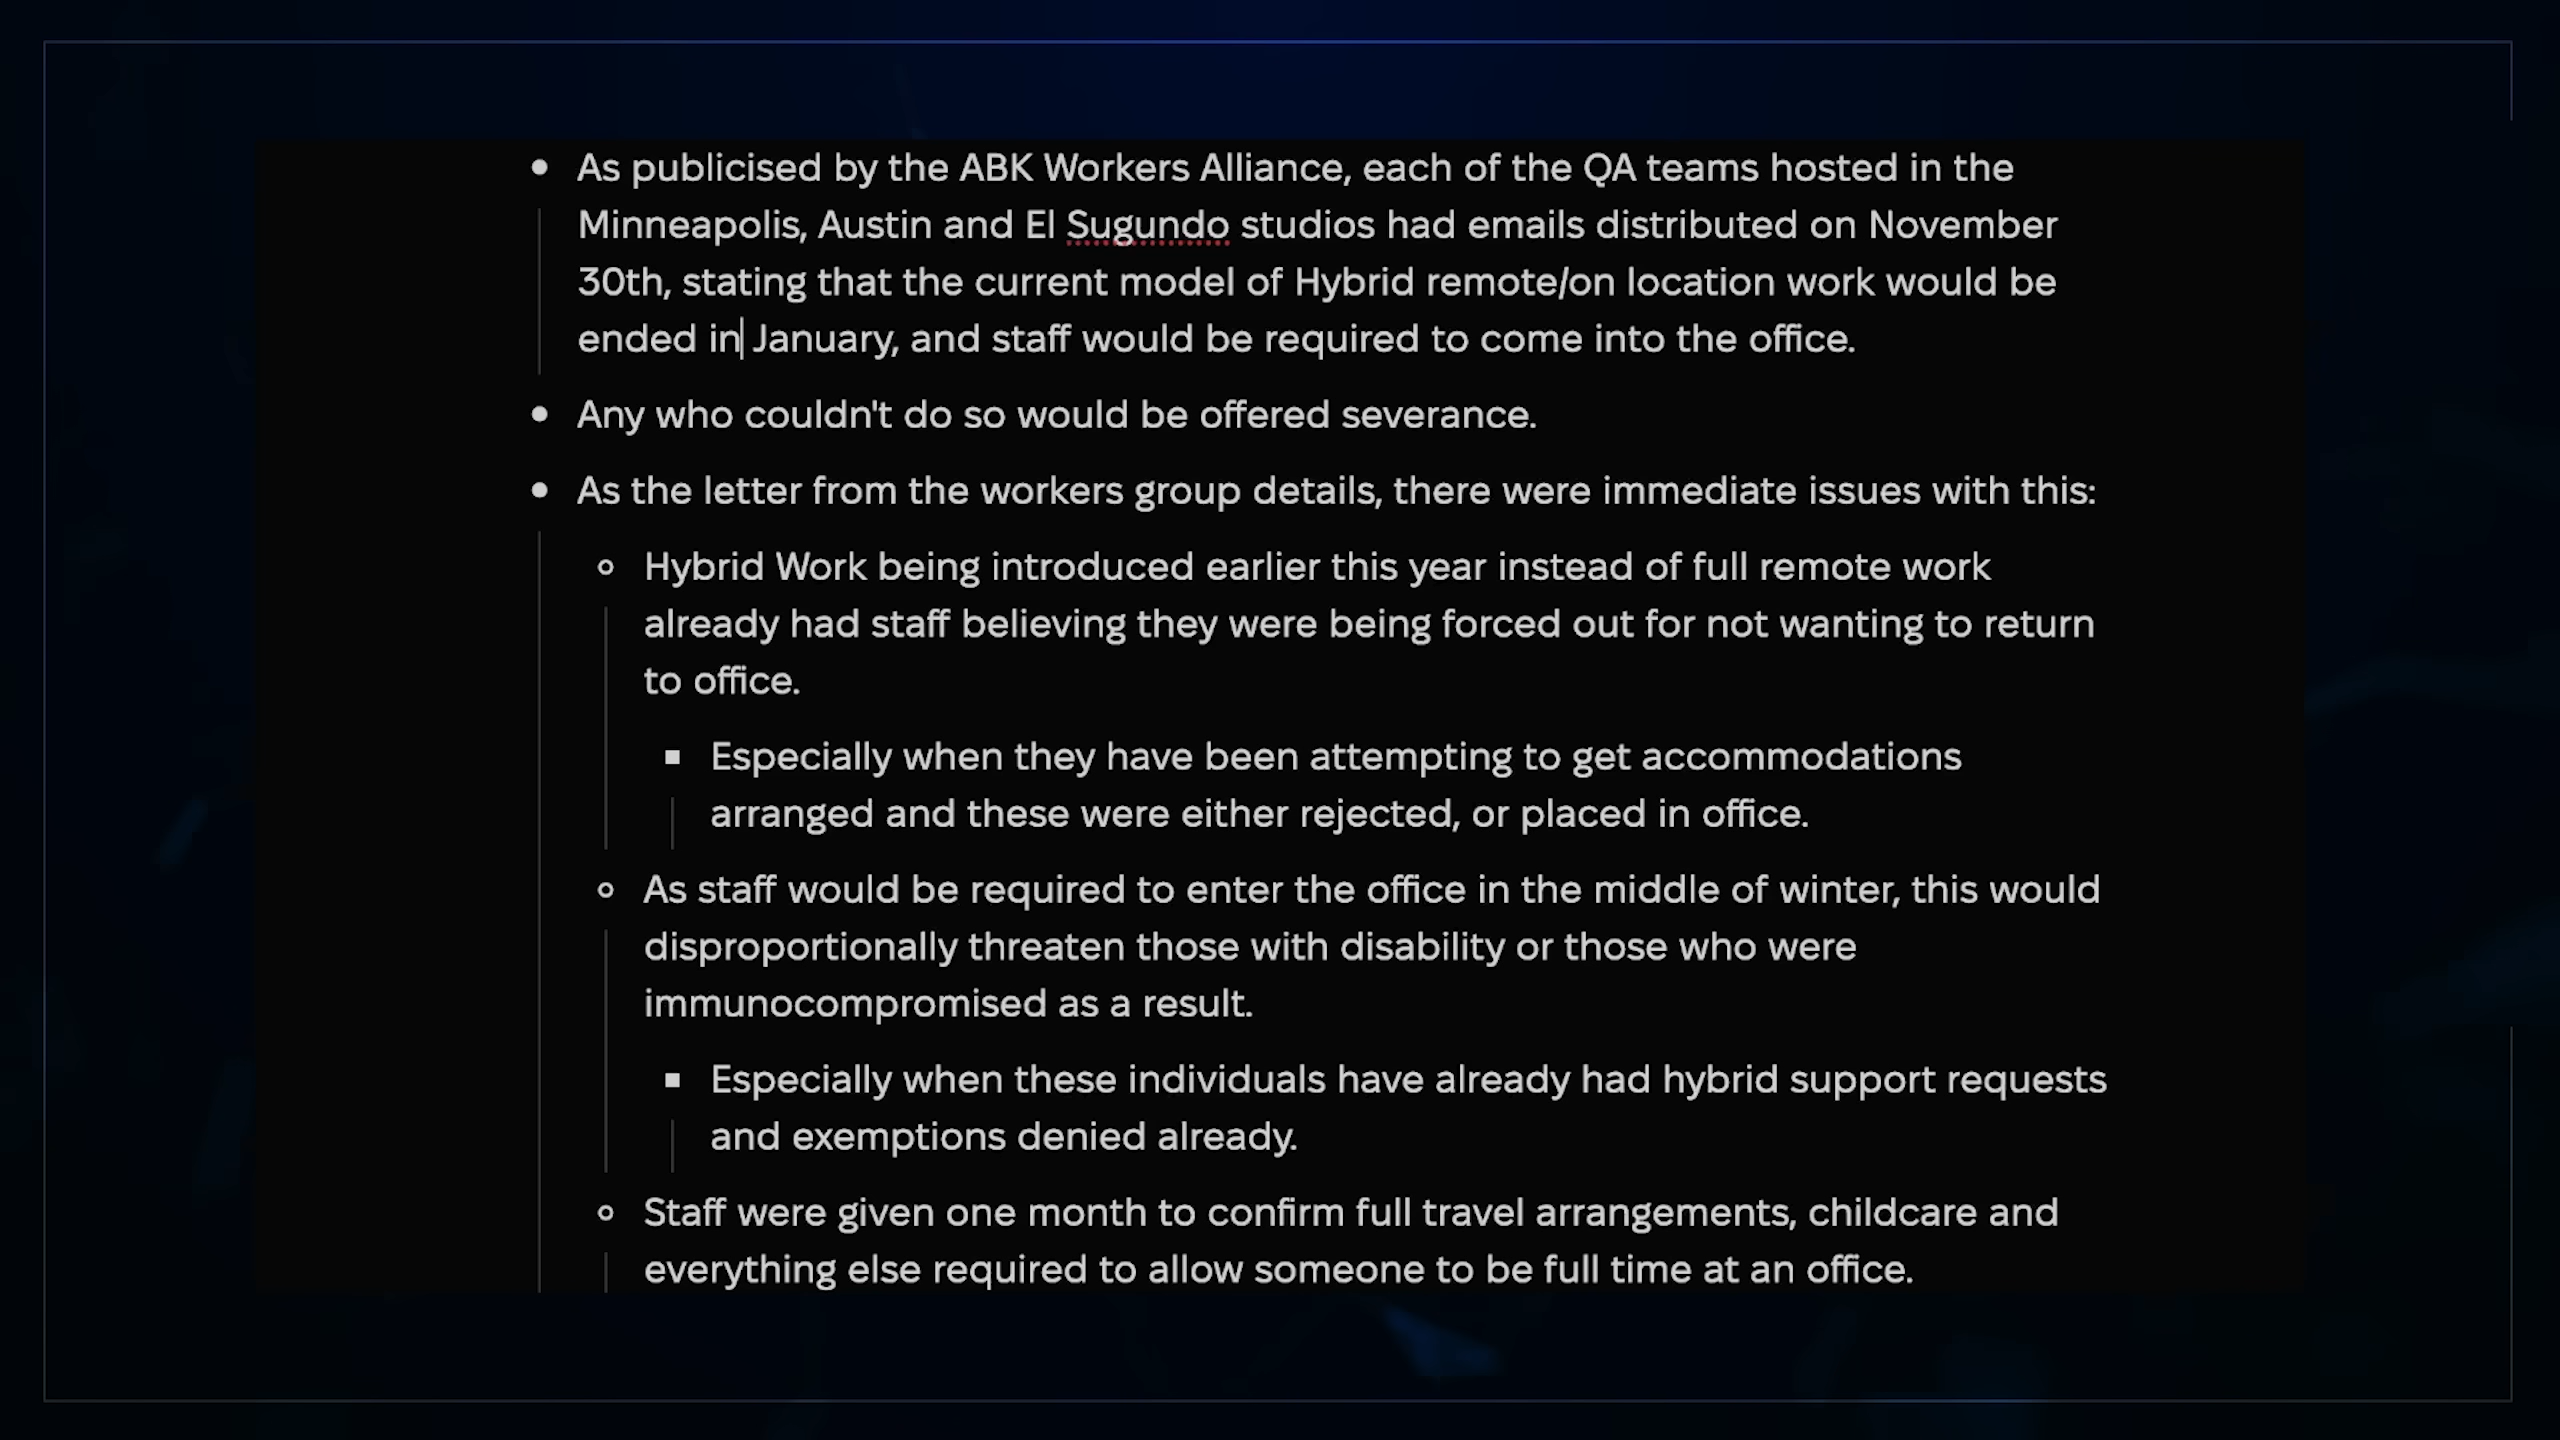 As publicised by the ABK Workers Alliance, each of the QA teams hosted in the
Minneapolis, Austin and El Sugundo studios had emails distributed on November
30th, stating that the current model of Hybrid remote/on location work would be
ended in January, and staff would be required to come into the office.
Any who couldn't do so would be offered severance.
As the letter from the workers group details, there were immediate issues with this:
Hybrid Work being introduced earlier this year instead of full remote work
already had staff believing they were being forced out for not wanting to return
to office.
Especially when they have been attempting to get accommodations
arranged and these were either rejected, or placed in office.
As staff would be required to enter the office in the middle of winter, this would
disproportionally threaten those with disability or those who were
immunocompromised as a result.
Especially when these individuals have already had hybrid support requests
and exemptions denied already.
Staff were given one month to confirm full travel arrangements, childcare and
everything else required to allow someone to be full time at an office.